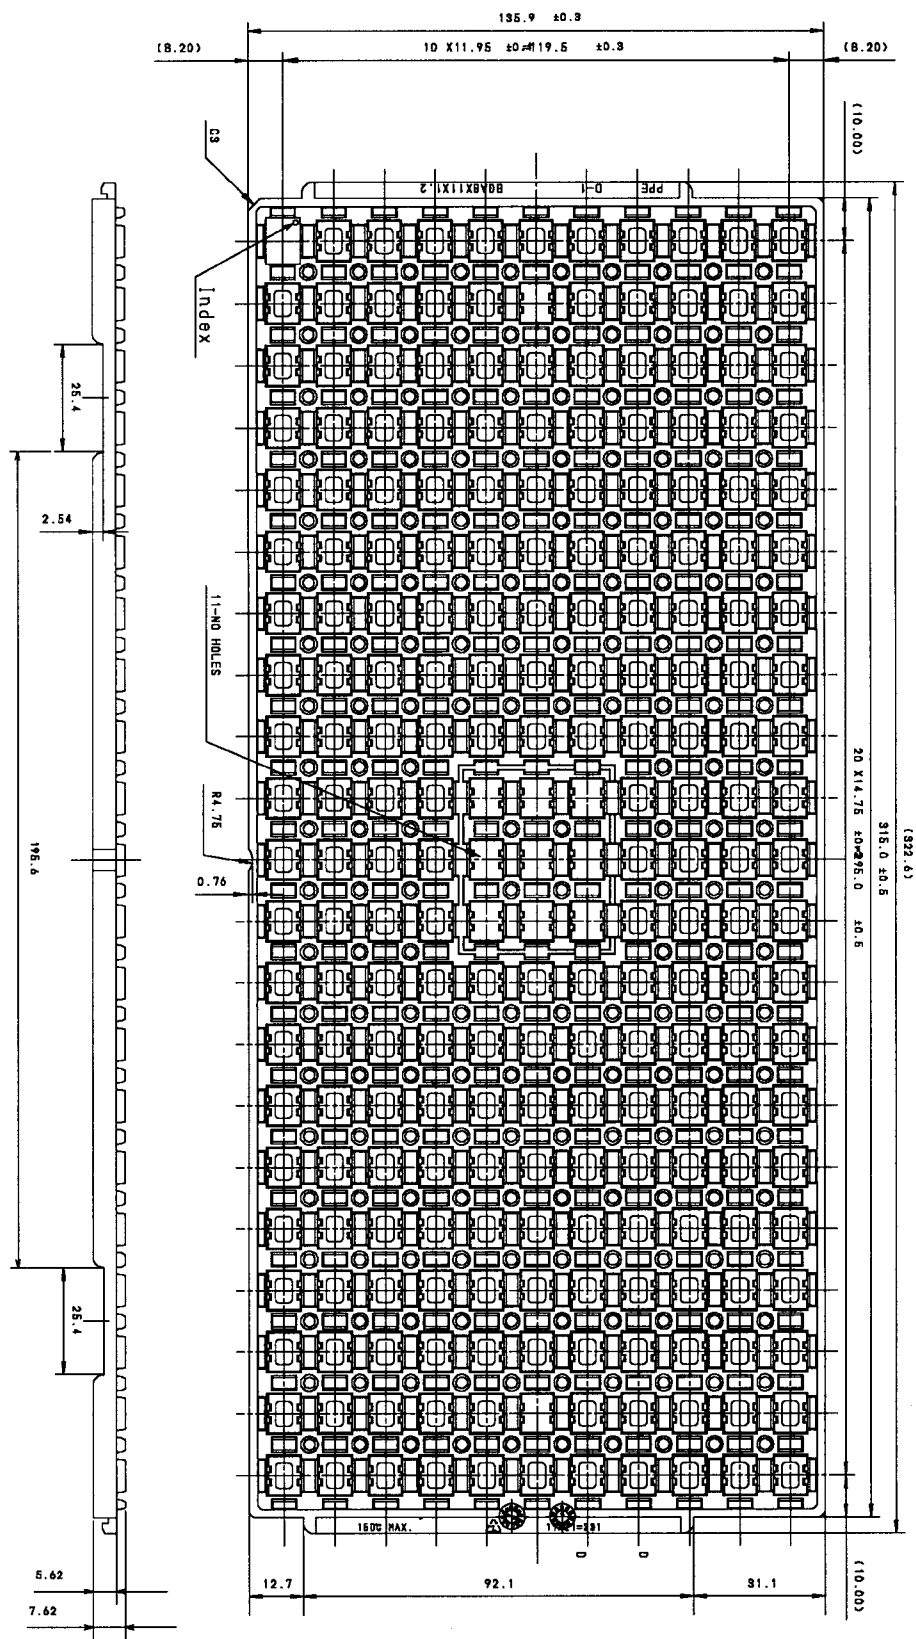 135.9 ±0.3
(8.20)
10 X11.95
119.5 ±0.3
(8.20)
(10.00)
C3
BGA8X11X1.2
D-1
PPE
Index
25.4
2.54
11-NO HOLES
R4.75
0.76
195.6
20 X14.75
295.0 ±0.5
315.0 ±0.5
(322.6)
25.4
150℃ MAX.
D
D
(10.00)
5.62
7.62
12.7
92.1
31.1